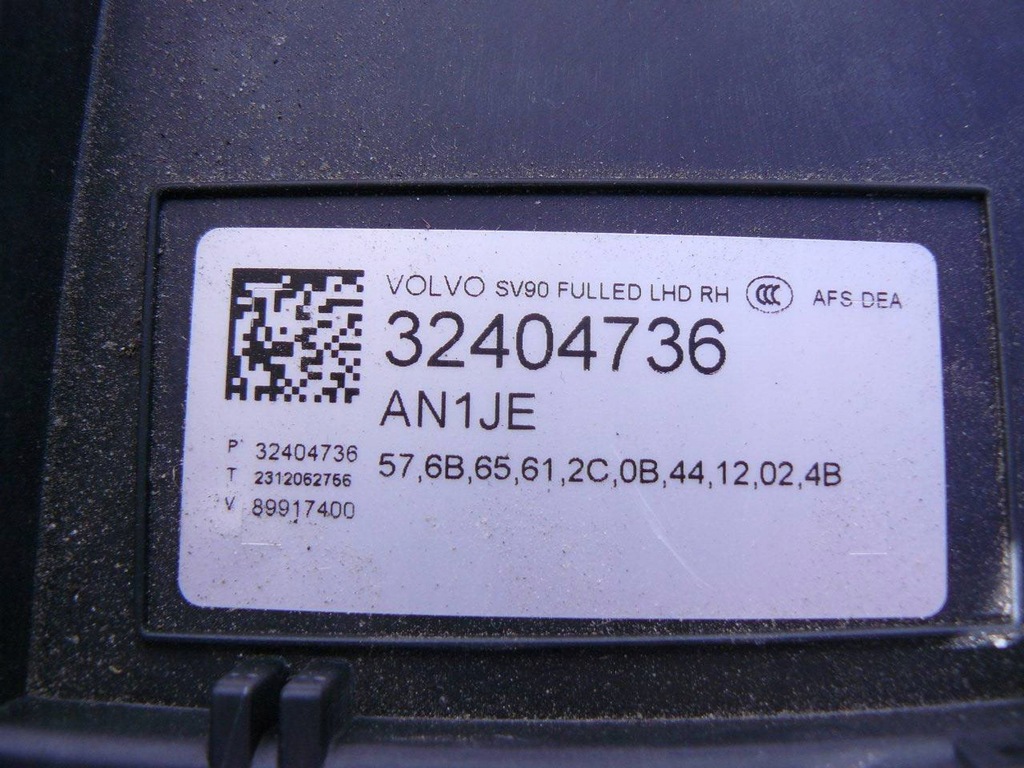 VOLVO SV90 FULLED LHD RH CCC AFS DEA
32404736
AN1JE
57,6B,65,61,2C,0B,44,12,02,4B
P 32404736
T 2312062756
V 89917400